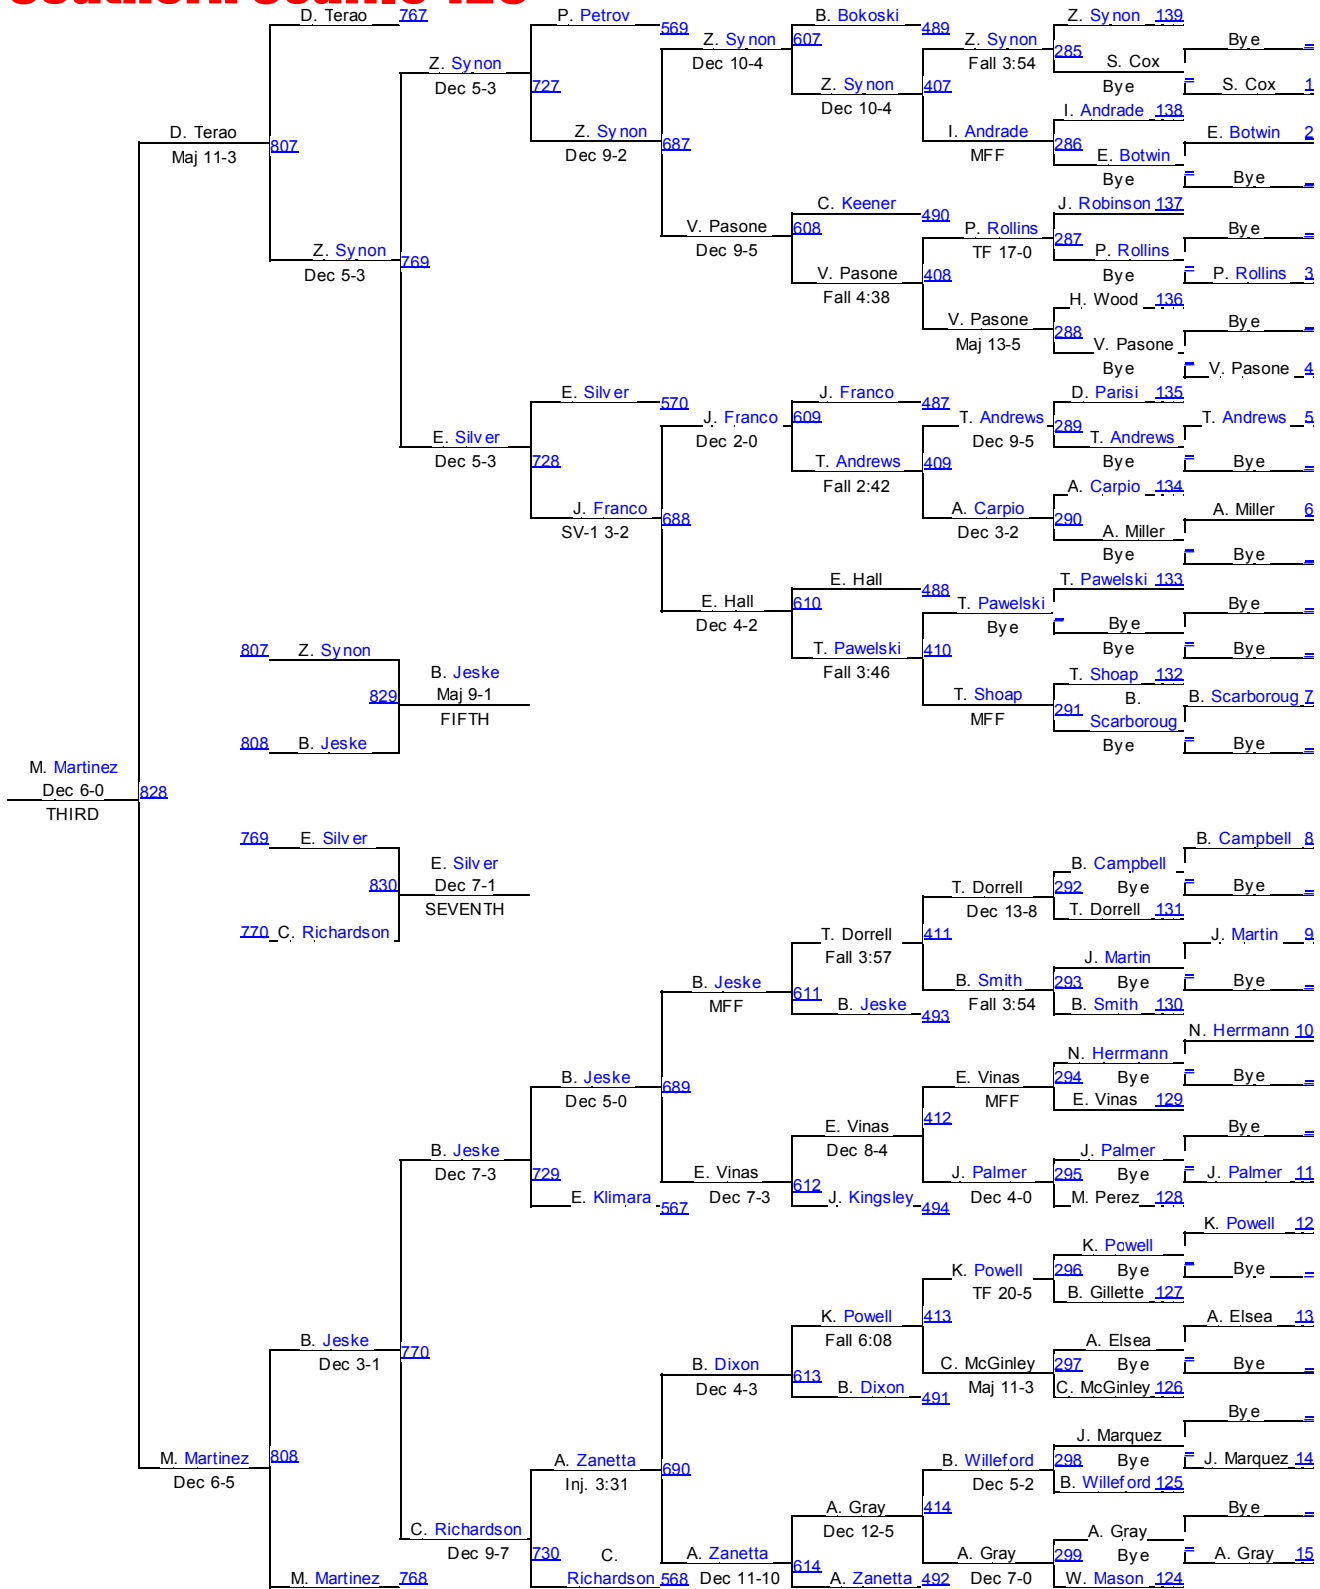 D. Terao 767
P. Petrov 569
B. Bokoski 489
Z. Synon 139
Bye
Z. Synon 607
Dec 10-4
Z. Synon 285
Fall 3:54
S. Cox
Bye
S. Cox 1
Z. Synon 727
Dec 5-3
Z. Synon 407
Dec 10-4
I. Andrade 138
E. Botwin 2
D. Terao 807
Maj 11-3
Z. Synon 687
Dec 9-2
I. Andrade 286
MFF
E. Botwin
Bye
Bye
C. Keener 490
J. Robinson 137
V. Pasone 608
Dec 9-5
P. Rollins 287
TF 17-0
Bye
Z. Synon 769
Dec 5-3
V. Pasone 408
Fall 4:38
P. Rollins
Bye
P. Rollins 3
H. Wood 136
V. Pasone 288
Maj 13-5
Bye
V. Pasone
Bye
V. Pasone 4
E. Silver 570
J. Franco 487
D. Parisi 135
J. Franco 609
Dec 2-0
T. Andrews 289
Dec 9-5
T. Andrews 5
E. Silver 728
Dec 5-3
T. Andrews 409
Fall 2:42
T. Andrews
Bye
Bye
A. Carpio 134
J. Franco 688
SV-1 3-2
A. Carpio 290
Dec 3-2
A. Miller 6
A. Miller
Bye
Bye
E. Hall 488
T. Pawelski 133
E. Hall 610
Dec 4-2
T. Pawelski
Bye
Bye
Bye
807 Z. Synon
T. Pawelski 410
Fall 3:46
Bye
Bye
B. Jeske
829 Maj 9-1
FIFTH
T. Shoap 132
T. Shoap 291
MFF
B.
Scarboroug
Bye
B. Scarboroug 7
808 B. Jeske
Bye
M. Martinez
Dec 6-0 828
THIRD
769 E. Silver
B. Campbell 8
E. Silver
830 Dec 7-1
SEVENTH
B. Campbell
T. Dorrell 292 Bye
Dec 13-8
Bye
T. Dorrell 131
770 C. Richardson
T. Dorrell 411
Fall 3:57
J. Martin 9
J. Martin
B. Jeske 611
MFF
B. Smith 293 Bye
Fall 3:54
Bye
B. Jeske 493
B. Smith 130
N. Herrmann 10
N. Herrmann
B. Jeske 689
Dec 5-0
E. Vinas 294 Bye
MFF
Bye
E. Vinas 129
E. Vinas 412
Dec 8-4
Bye
B. Jeske 729
Dec 7-3
J. Palmer
E. Vinas 612
Dec 7-3
J. Palmer 295 Bye
Dec 4-0
J. Palmer 11
E. Klimara 567
J. Kingsley 494
M. Perez 128
K. Powell 12
K. Powell
K. Powell 296 Bye
TF 20-5
Bye
B. Gillette 127
K. Powell 413
Fall 6:08
A. Elsea 13
B. Jeske 770
Dec 3-1
A. Elsea
B. Dixon 613
Dec 4-3
C. McGinley 297 Bye
Maj 11-3
Bye
B. Dixon 491
C. McGinley 126
Bye
J. Marquez
M. Martinez 808
Dec 6-5
A. Zanetta 690
Inj. 3:31
B. Willeford 298 Bye
Dec 5-2
J. Marquez 14
B. Willeford 125
A. Gray 414
Dec 12-5
Bye
C. Richardson 730
Dec 9-7
A. Gray
A. Zanetta 614
Dec 11-10
A. Gray 299 Bye
Dec 7-0
A. Gray 15
M. Martinez 768
C.
Richardson 568
A. Zanetta 492
W. Mason 124